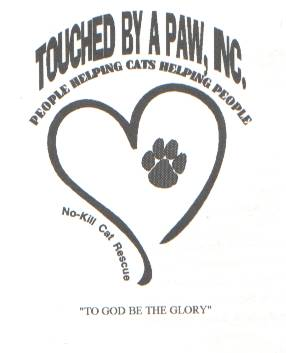 TOUCHED BY A PAW, INC.
PEOPLE HELPING CATS HELPING PEOPLE
No-Kill Cat Rescue
"TO GOD BE THE GLORY"